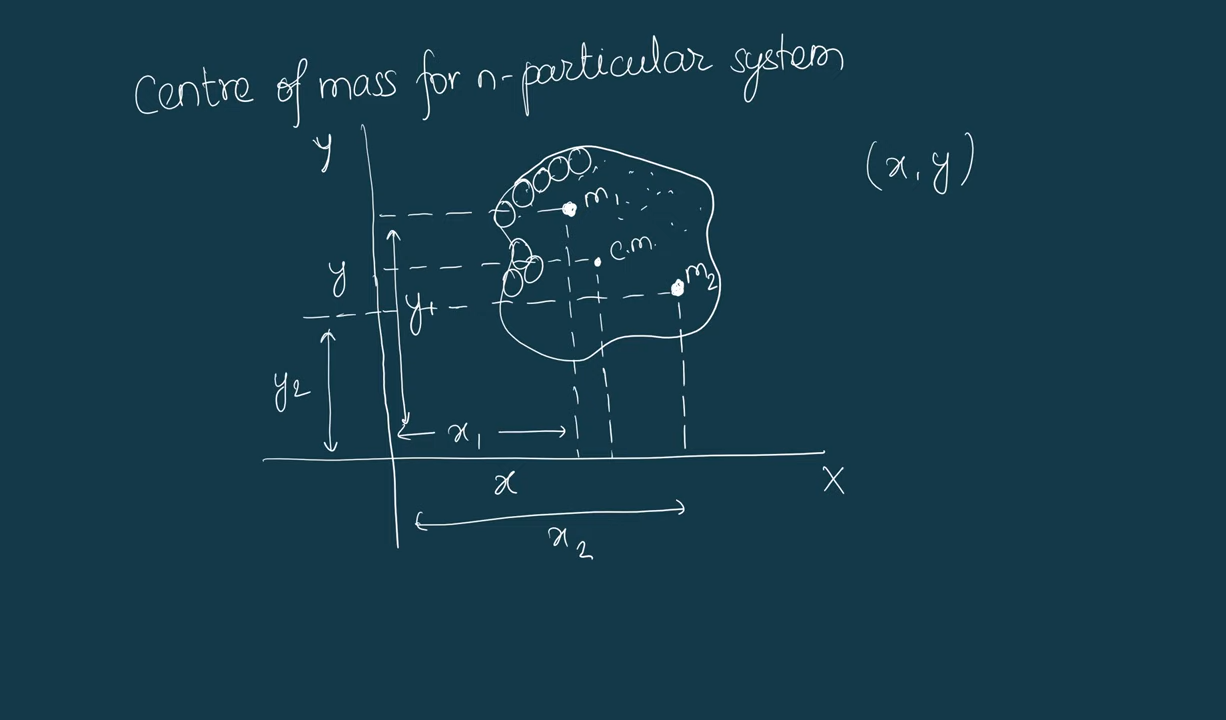 Centre of mass for n-particular system
y
(x, y)
m1
c.m.
y
m2
y1
y2
x1
x
X
x2